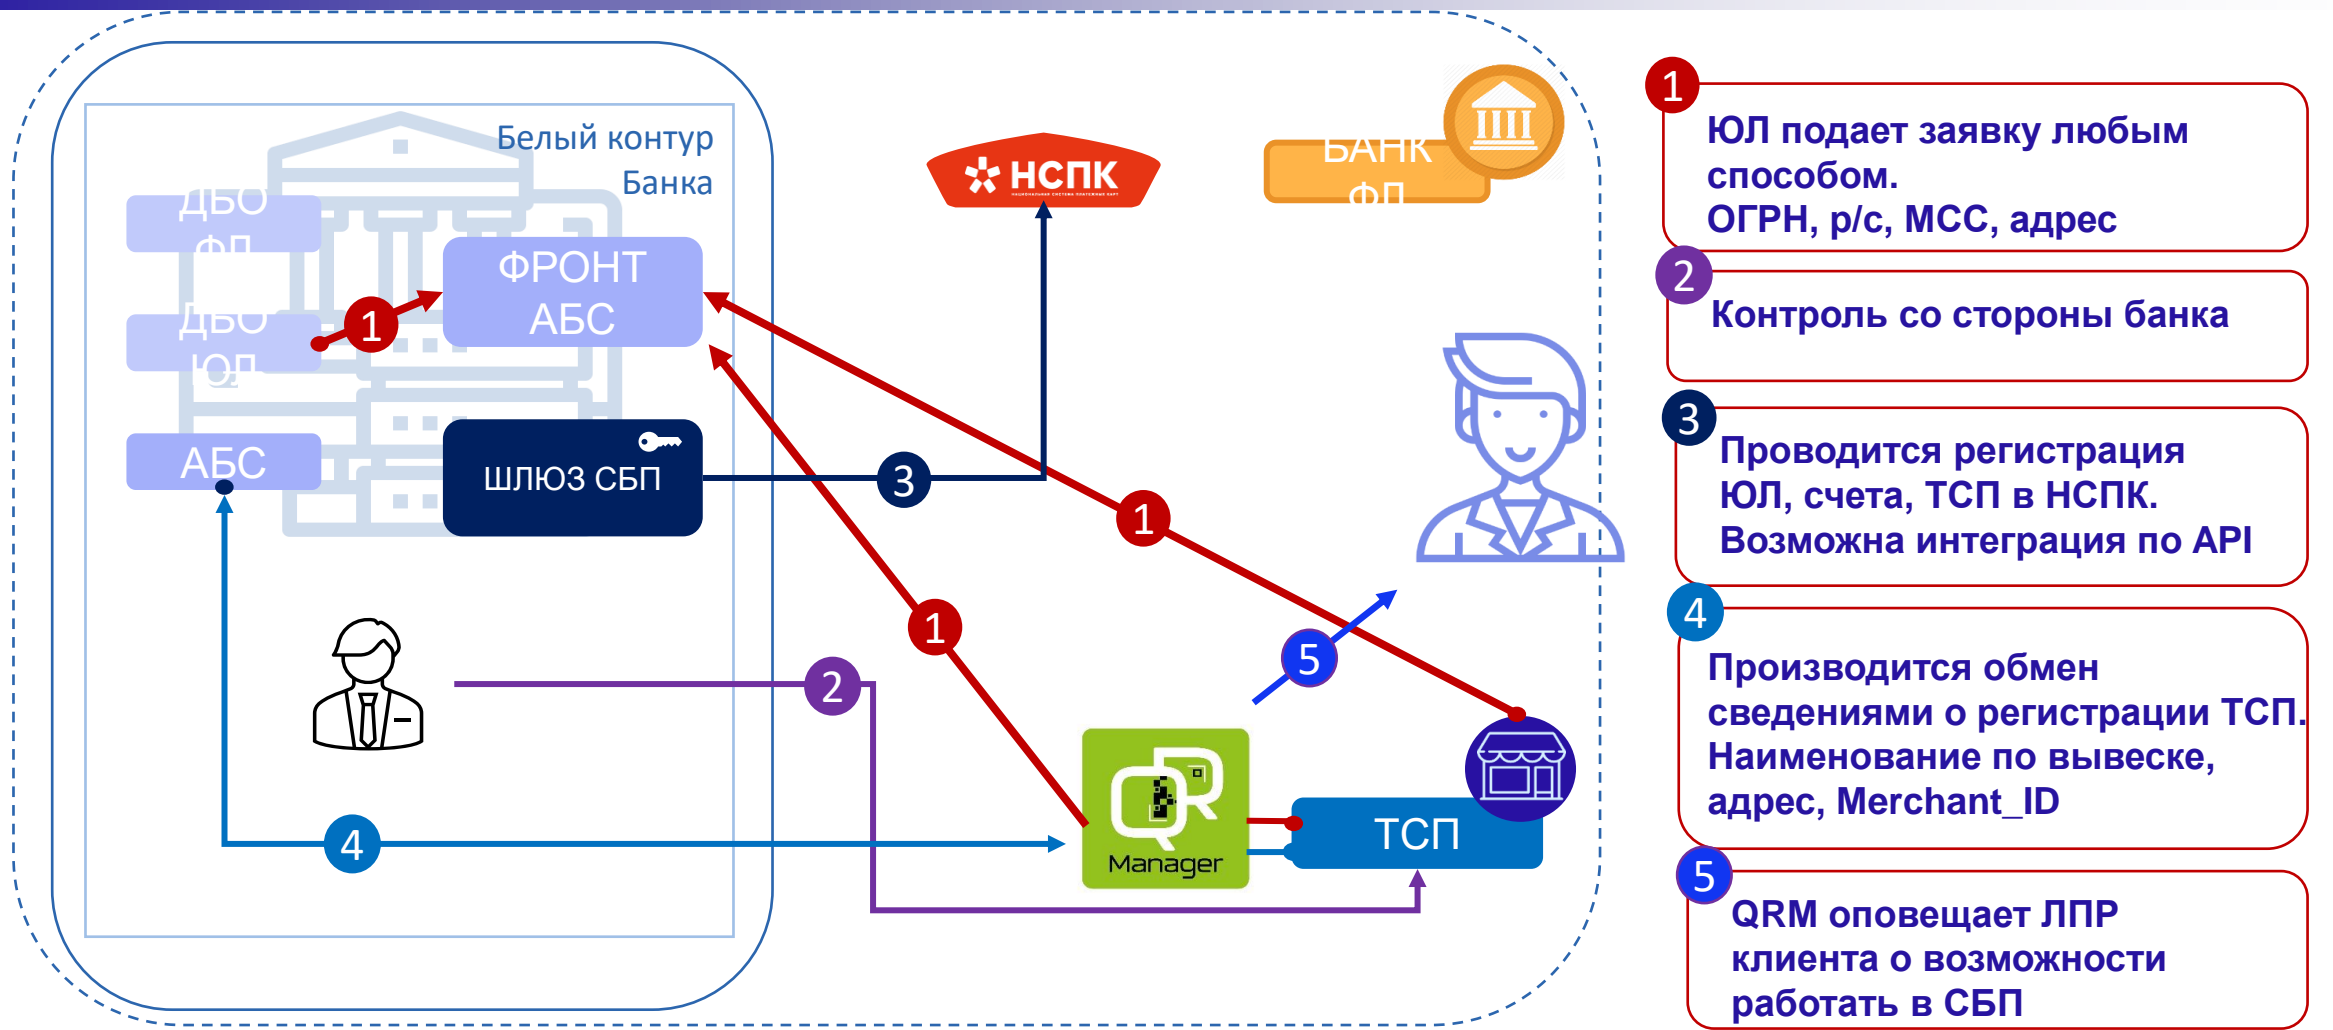 Белый контур
Банка
ДБО
ФЛ
ДБО
ЮЛ
АБС
ФРОНТ
АБС
ШЛЮЗ СБП
НСПК
БАНК
ФП
1
1
1
2
3
4
5
QR
Manager
ТСП
1
ЮЛ подает заявку любым
способом.
ОГРН, р/с, МСС, адрес
2
Контроль со стороны банка
3
Проводится регистрация
ЮЛ, счета, ТСП в НСПК.
Возможна интеграция по API
4
Производится обмен
сведениями о регистрации ТСП.
Наименование по вывеске,
адрес, Merchant_ID
5
QRM оповещает ЛПР
клиента о возможности
работать в СБП